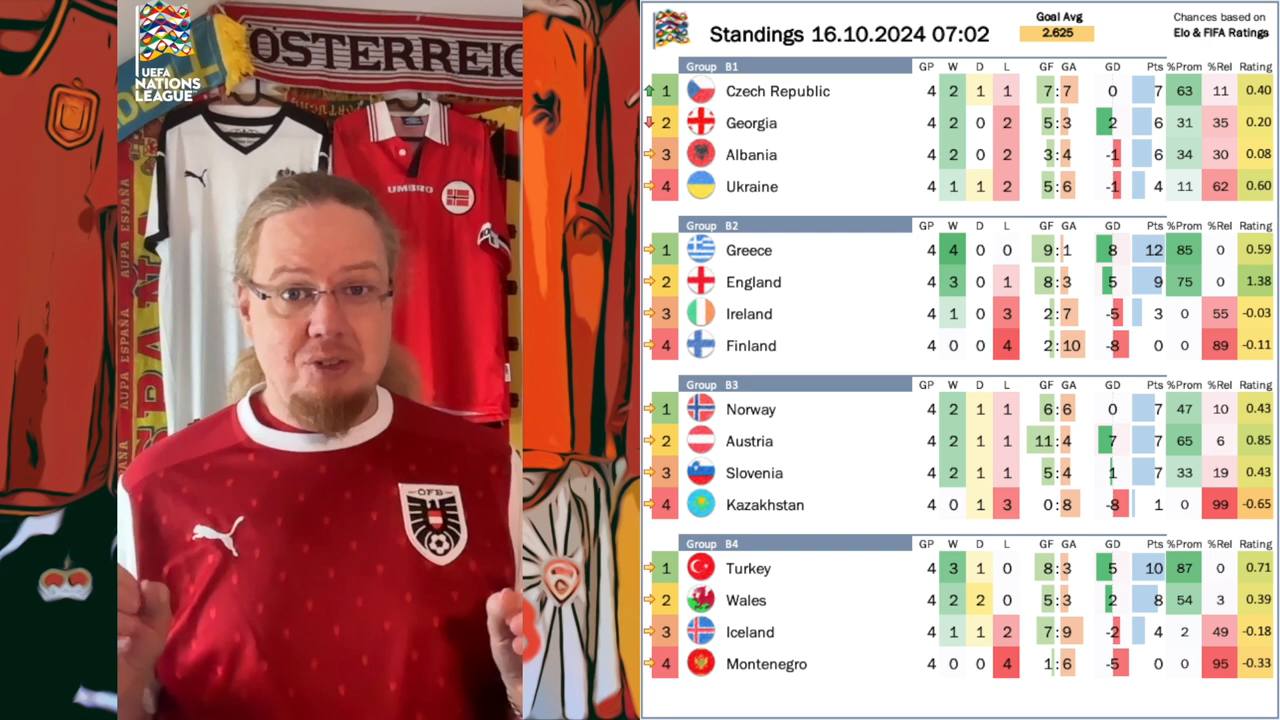 UEFA
NATIONS
LEAGUE
ÖSTERREIC
AUPA ESPAÑA
AUPA ESPAÑA
AUPA ESPAÑA
UMBRO
ÖFB
Standings 16.10.2024 07:02
Goal Avg
2.625
Chances based on
Elo & FIFA Ratings
Group B1 GP W D L GF GA GD Pts %Prom %Rel Rating
1 Czech Republic 4 2 1 1 7:7 0 7 63 11 0.40
2 Georgia 4 2 0 2 5:3 2 6 31 35 0.20
3 Albania 4 2 0 2 3:4 -1 6 34 30 0.08
4 Ukraine 4 1 1 2 5:6 -1 4 11 62 0.60
Group B2 GP W D L GF GA GD Pts %Prom %Rel Rating
1 Greece 4 4 0 0 9:1 8 12 85 0 0.59
2 England 4 3 0 1 8:3 5 9 75 0 1.38
3 Ireland 4 1 0 3 2:7 -5 3 0 55 -0.03
4 Finland 4 0 0 4 2:10 -8 0 0 89 -0.11
Group B3 GP W D L GF GA GD Pts %Prom %Rel Rating
1 Norway 4 2 1 1 6:6 0 7 47 10 0.43
2 Austria 4 2 1 1 11:4 7 7 65 6 0.85
3 Slovenia 4 2 1 1 5:4 1 7 33 19 0.43
4 Kazakhstan 4 0 1 3 0:8 -8 1 0 99 -0.65
Group B4 GP W D L GF GA GD Pts %Prom %Rel Rating
1 Turkey 4 3 1 0 8:3 5 10 87 0 0.71
2 Wales 4 2 2 0 5:3 2 8 54 3 0.39
3 Iceland 4 1 1 2 7:9 -2 4 2 49 -0.18
4 Montenegro 4 0 0 4 1:6 -5 0 0 95 -0.33